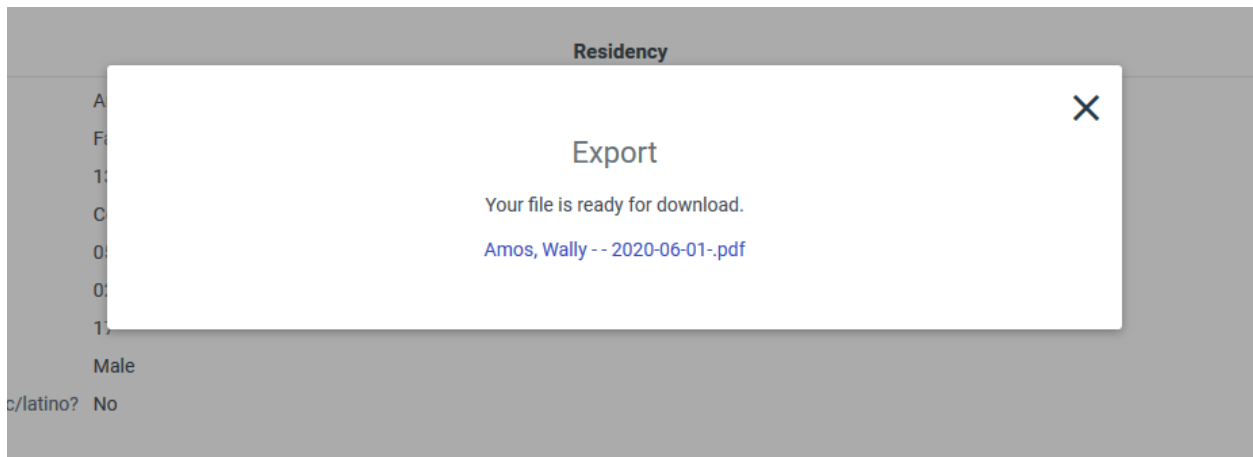 Residency
Export
Your file is ready for download.
Amos, Wally - - 2020-06-01-.pdf
Male
c/latino? No